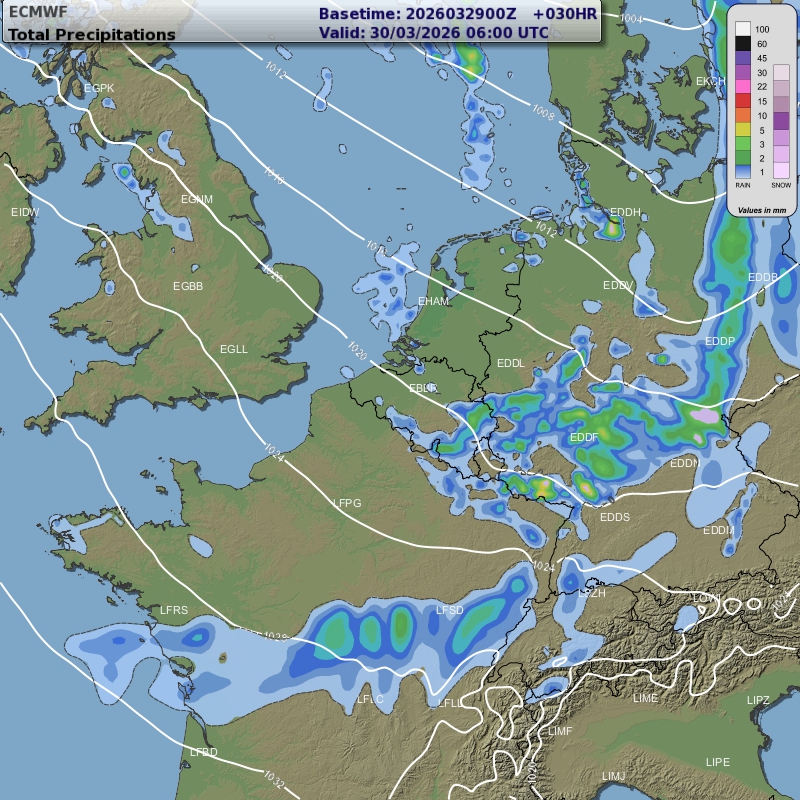 ECMWF
Total Precipitations
Basetime: 2026032900Z +030HR
Valid: 30/03/2026 06:00 UTC
100
60
45
30
22
15
10
5
3
2
1
RAIN SNOW
Values in mm
1004
1012
1008
EGPK
EKCH
EIDW
EGNM
EDDH
1012
1020
EGBB
EHAM
EDDV
EDDB
EGLL
1020
EDDL
EDDP
EBLG
1024
EDDF
EDDN
LFPG
EDDS
EDDM
1024
LFRS
LFSD
LFZH
LOWI
1028
LFLC
LFLL
LIME
LIPZ
LIMF
LFBD
LIPE
LIMJ
1032